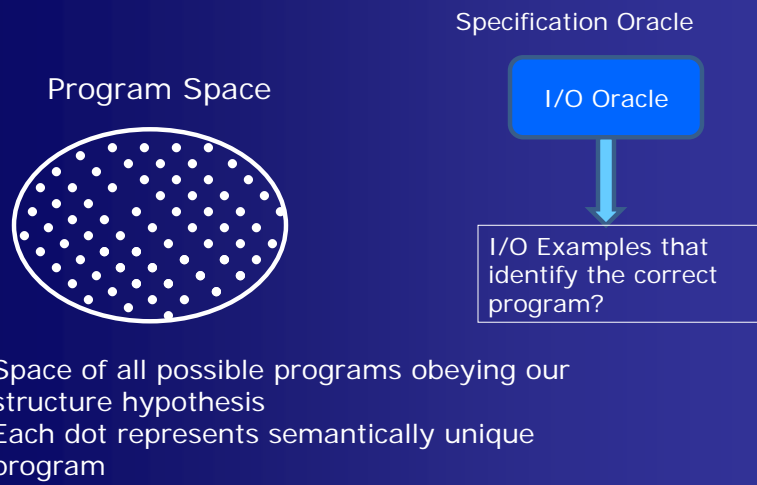 Specification Oracle
Program Space
I/O Oracle
I/O Examples that
identify the correct
program?
Space of all possible programs obeying our
structure hypothesis
Each dot represents semantically unique
program